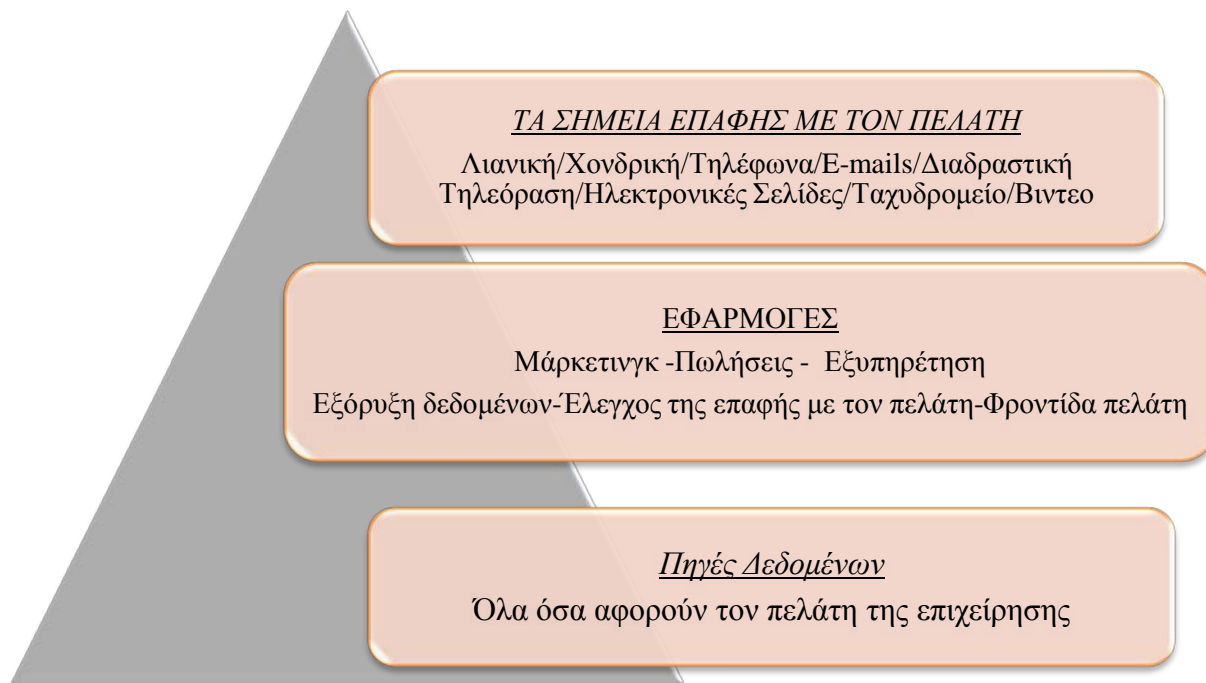 ΤΑ ΣΗΜΕΙΑ ΕΠΑΦΗΣ ΜΕ ΤΟΝ ΠΕΛΑΤΗ
Λιανική/Χονδρική/Τηλέφωνα/E-mails/Διαδραστική
Τηλεόραση/Ηλεκτρονικές Σελίδες/Ταχυδρομείο/Βιντεο
ΕΦΑΡΜΟΓΕΣ
Μάρκετινγκ -Πωλήσεις - Εξυπηρέτηση
Εξόρυξη δεδομένων-Έλεγχος της επαφής με τον πελάτη-Φροντίδα πελάτη
Πηγές Δεδομένων
Όλα όσα αφορούν τον πελάτη της επιχείρησης